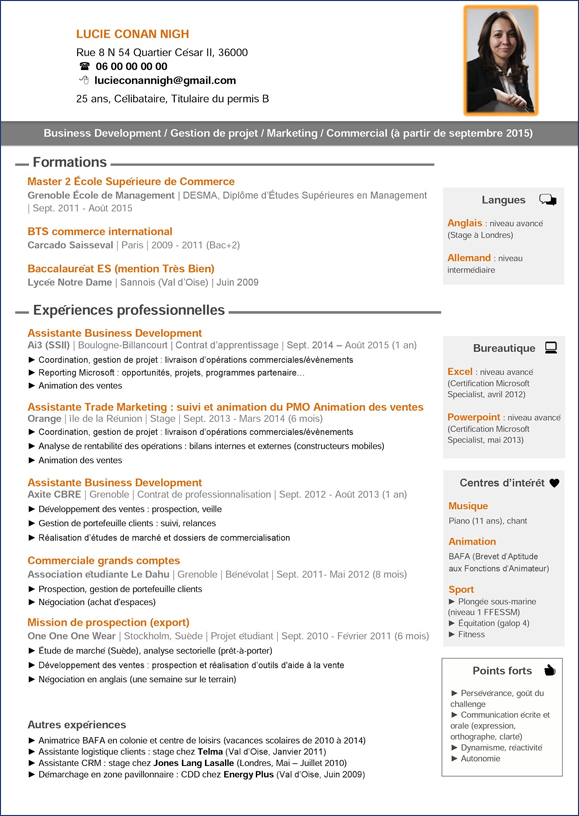 LUCIE CONAN NIGH
Rue 8 N 54 Quartier César II, 36000
06 00 00 00 00
lucieconannigh@gmail.com
25 ans, Célibataire, Titulaire du permis B
Business Development / Gestion de projet / Marketing / Commercial (à partir de septembre 2015)
Formations
Master 2 École Supérieure de Commerce
Grenoble École de Management | DESMA, Diplôme d'Études Supérieures en Management
| Sept. 2011 - Août 2015
BTS commerce international
Carcado Saisseval | Paris | 2009 - 2011 (Bac+2)
Baccalauréat ES (mention Très Bien)
Lycée Notre Dame | Sannois (Val d'Oise) | Juin 2009
Expériences professionnelles
Assistante Business Development
Ai3 (SSII) | Boulogne-Billancourt | Contrat d'apprentissage | Sept. 2014 – Août 2015 (1 an)
► Coordination, gestion de projet : livraison d'opérations commerciales/évènements
► Reporting Microsoft : opportunités, projets, programmes partenaire…
► Animation des ventes
Assistante Trade Marketing : suivi et animation du PMO Animation des ventes
Orange | île de la Réunion | Stage | Sept. 2013 - Mars 2014 (6 mois)
► Coordination, gestion de projet : livraison d'opérations commerciales/évènements
► Analyse de rentabilité des opérations : bilans internes et externes (constructeurs mobiles)
► Animation des ventes
Assistante Business Development
Axite CBRE | Grenoble | Contrat de professionnalisation | Sept. 2012 - Août 2013 (1 an)
► Développement des ventes : prospection, veille
► Gestion de portefeuille clients : suivi, relances
► Réalisation d'études de marché et dossiers de commercialisation
Commerciale grands comptes
Association étudiante Le Dahu | Grenoble | Bénévolat | Sept. 2011- Mai 2012 (8 mois)
► Prospection, gestion de portefeuille clients
► Négociation (achat d'espaces)
Mission de prospection (export)
One One One Wear | Stockholm, Suède | Projet étudiant | Sept. 2010 - Février 2011 (6 mois)
► Étude de marché (Suède), analyse sectorielle (prêt-à-porter)
► Développement des ventes : prospection et réalisation d'outils d'aide à la vente
► Négociation en anglais (une semaine sur le terrain)
Autres expériences
► Animatrice BAFA en colonie et centre de loisirs (vacances scolaires de 2010 à 2014)
► Assistante logistique clients : stage chez Telma (Val d'Oise, Janvier 2011)
► Assistante CRM : stage chez Jones Lang Lasalle (Londres, Mai – Juillet 2010)
► Démarchage en zone pavillonnaire : CDD chez Energy Plus (Val d'Oise, Juin 2009)
Langues
Anglais : niveau avancé
(Stage à Londres)
Allemand : niveau
intermédiaire
Bureautique
Excel : niveau avancé
(Certification Microsoft
Specialist, avril 2012)
Powerpoint : niveau avancé
(Certification Microsoft
Specialist, mai 2013)
Centres d'intérêt
Musique
Piano (11 ans), chant
Animation
BAFA (Brevet d'Aptitude
aux Fonctions d'Animateur)
Sport
► Plongée sous-marine
(niveau 1 FFESSM)
► Équitation (galop 4)
► Fitness
Points forts
► Persévérance, goût du
challenge
► Communication écrite et
orale (expression,
orthographe, clarté)
► Dynamisme, réactivité
► Autonomie